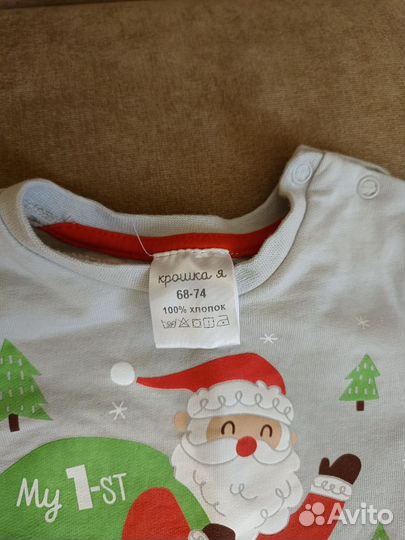 крошка я
68-74
100% хлопок
My 1-ST
Avito